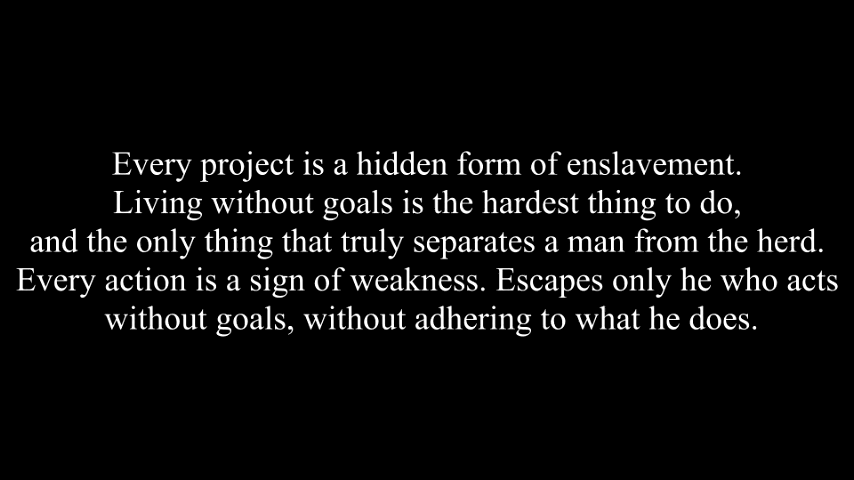 Every project is a hidden form of enslavement.
Living without goals is the hardest thing to do,
and the only thing that truly separates a man from the herd.
Every action is a sign of weakness. Escapes only he who acts
without goals, without adhering to what he does.